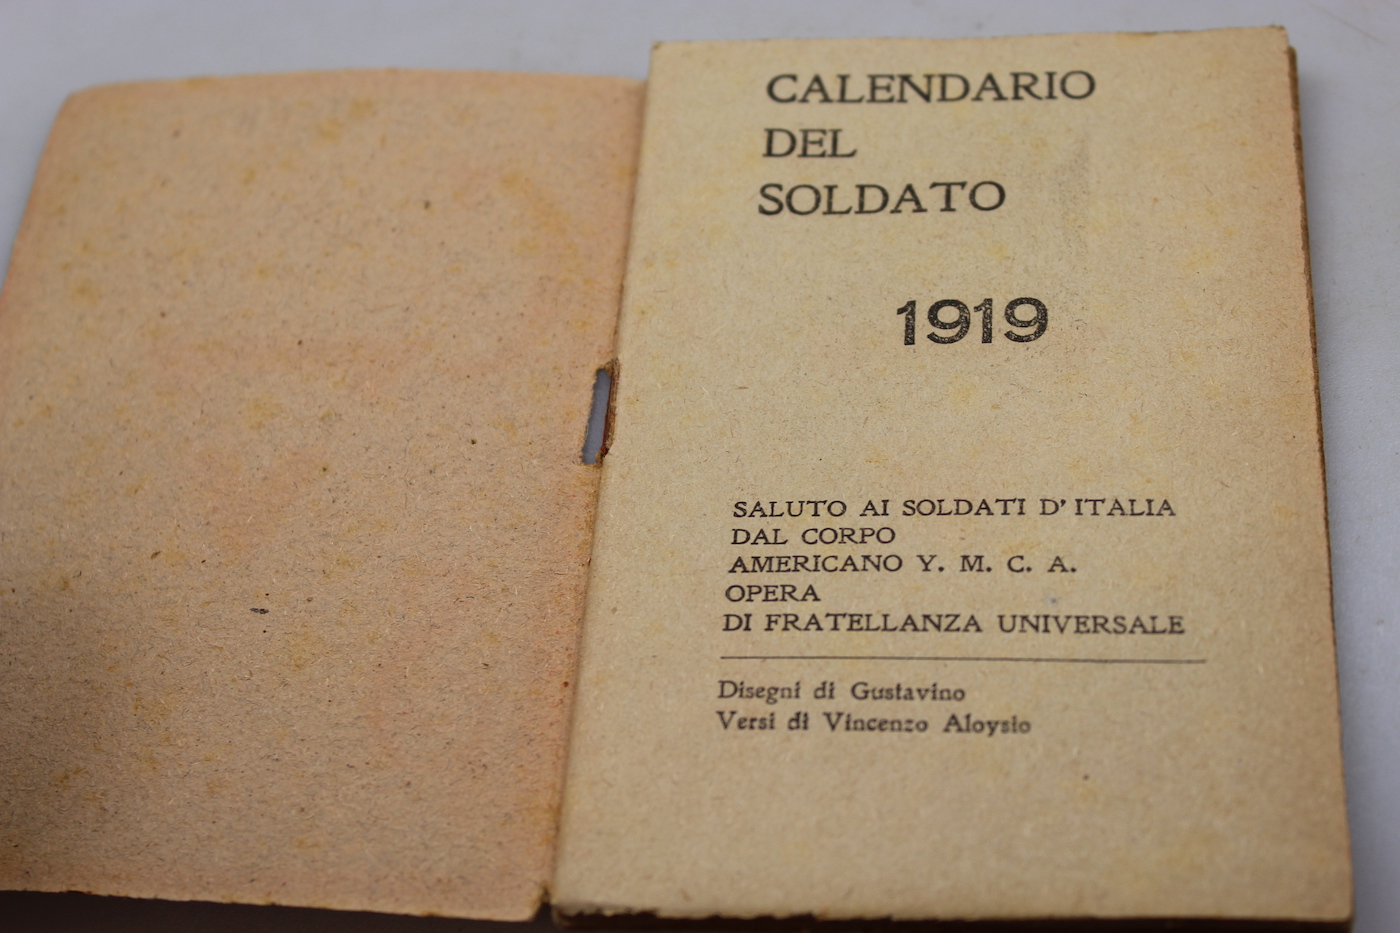 CALENDARIO
DEL
SOLDATO
1919
SALUTO AI SOLDATI D'ITALIA
DAL CORPO
AMERICANO Y. M. C. A.
OPERA
DI FRATELLANZA UNIVERSALE
Disegni di Gustavino
Versi di Vincenzo Aloysio